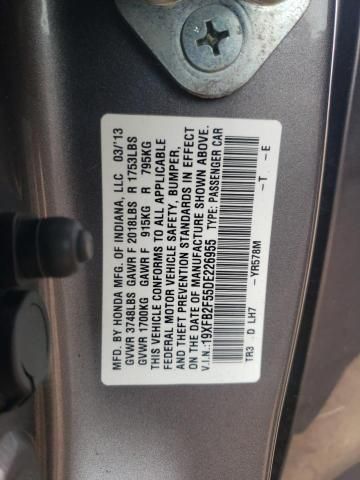 MFD. BY HONDA MFG. OF INDIANA, LLC 03/13
GVWR 3748LBS GAWR F 2018LBS R 1753LBS
GVWR 1700KG GAWR F 915KG R 795KG
THIS VEHICLE CONFORMS TO ALL APPLICABLE
FEDERAL MOTOR VEHICLE SAFETY, BUMPER,
AND THEFT PREVENTION STANDARDS IN EFFECT
ON THE DATE OF MANUFACTURE SHOWN ABOVE.
V.I.N.:19XFB2F55DE226955 TYPE: PASSENGER CAR
TR3 -D LH7 -YR578M -T -E